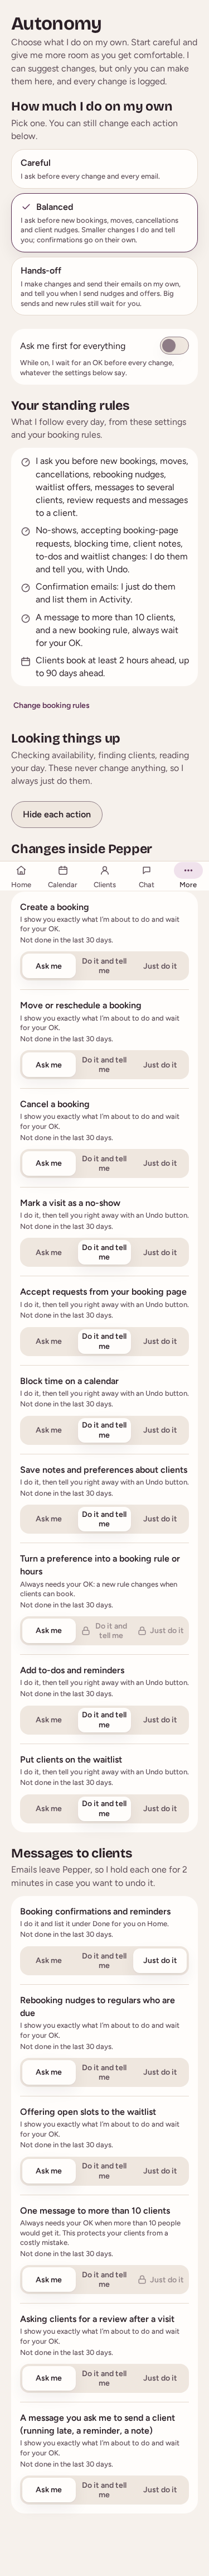 Autonomy
Choose what I do on my own. Start careful and
give me more room as you get comfortable. I
can suggest changes, but only you can make
them here, and every change is logged.
How much I do on my own
Pick one. You can still change each action
below.
Careful
I ask before every change and every email.
Balanced
I ask before new bookings, moves, cancellations
and client nudges. Smaller changes I do and tell
you; confirmations go on their own.
Hands-off
I make changes and send their emails on my own,
and tell you when I send nudges and offers. Big
sends and new rules still wait for you.
Ask me first for everything
While on, I wait for an OK before every change,
whatever the settings below say.
Your standing rules
What I follow every day, from these settings
and your booking rules.
I ask you before new bookings, moves,
cancellations, rebooking nudges,
waitlist offers, messages to several
clients, review requests and messages
to a client.
No-shows, accepting booking-page
requests, blocking time, client notes,
to-dos and waitlist changes: I do them
and tell you, with Undo.
Confirmation emails: I just do them
and list them in Activity.
A message to more than 10 clients,
and a new booking rule, always wait
for your OK.
Clients book at least 2 hours ahead, up
to 90 days ahead.
Change booking rules
Looking things up
Checking availability, finding clients, reading
your day. These never change anything, so I
always just do them.
Hide each action
Changes inside Pepper
Home
Calendar
Clients
Chat
More
Create a booking
I show you exactly what I'm about to do and wait
for your OK.
Not done in the last 30 days.
Ask me
Do it and tell
me
Just do it
Move or reschedule a booking
I show you exactly what I'm about to do and wait
for your OK.
Not done in the last 30 days.
Ask me
Do it and tell
me
Just do it
Cancel a booking
I show you exactly what I'm about to do and wait
for your OK.
Not done in the last 30 days.
Ask me
Do it and tell
me
Just do it
Mark a visit as a no-show
I do it, then tell you right away with an Undo button.
Not done in the last 30 days.
Ask me
Do it and tell
me
Just do it
Accept requests from your booking page
I do it, then tell you right away with an Undo button.
Not done in the last 30 days.
Ask me
Do it and tell
me
Just do it
Block time on a calendar
I do it, then tell you right away with an Undo button.
Not done in the last 30 days.
Ask me
Do it and tell
me
Just do it
Save notes and preferences about clients
I do it, then tell you right away with an Undo button.
Not done in the last 30 days.
Ask me
Do it and tell
me
Just do it
Turn a preference into a booking rule or
hours
Always needs your OK: a new rule changes when
clients can book.
Not done in the last 30 days.
Ask me
Do it and
tell me
Just do it
Add to-dos and reminders
I do it, then tell you right away with an Undo button.
Not done in the last 30 days.
Ask me
Do it and tell
me
Just do it
Put clients on the waitlist
I do it, then tell you right away with an Undo button.
Not done in the last 30 days.
Ask me
Do it and tell
me
Just do it
Messages to clients
Emails leave Pepper, so I hold each one for 2
minutes in case you want to undo it.
Booking confirmations and reminders
I do it and list it under Done for you on Home.
Not done in the last 30 days.
Ask me
Do it and tell
me
Just do it
Rebooking nudges to regulars who are
due
I show you exactly what I'm about to do and wait
for your OK.
Not done in the last 30 days.
Ask me
Do it and tell
me
Just do it
Offering open slots to the waitlist
I show you exactly what I'm about to do and wait
for your OK.
Not done in the last 30 days.
Ask me
Do it and tell
me
Just do it
One message to more than 10 clients
Always needs your OK when more than 10 people
would get it. This protects your clients from a
costly mistake.
Not done in the last 30 days.
Ask me
Do it and tell
me
Just do it
Asking clients for a review after a visit
I show you exactly what I'm about to do and wait
for your OK.
Not done in the last 30 days.
Ask me
Do it and tell
me
Just do it
A message you ask me to send a client
(running late, a reminder, a note)
I show you exactly what I'm about to do and wait
for your OK.
Not done in the last 30 days.
Ask me
Do it and tell
me
Just do it